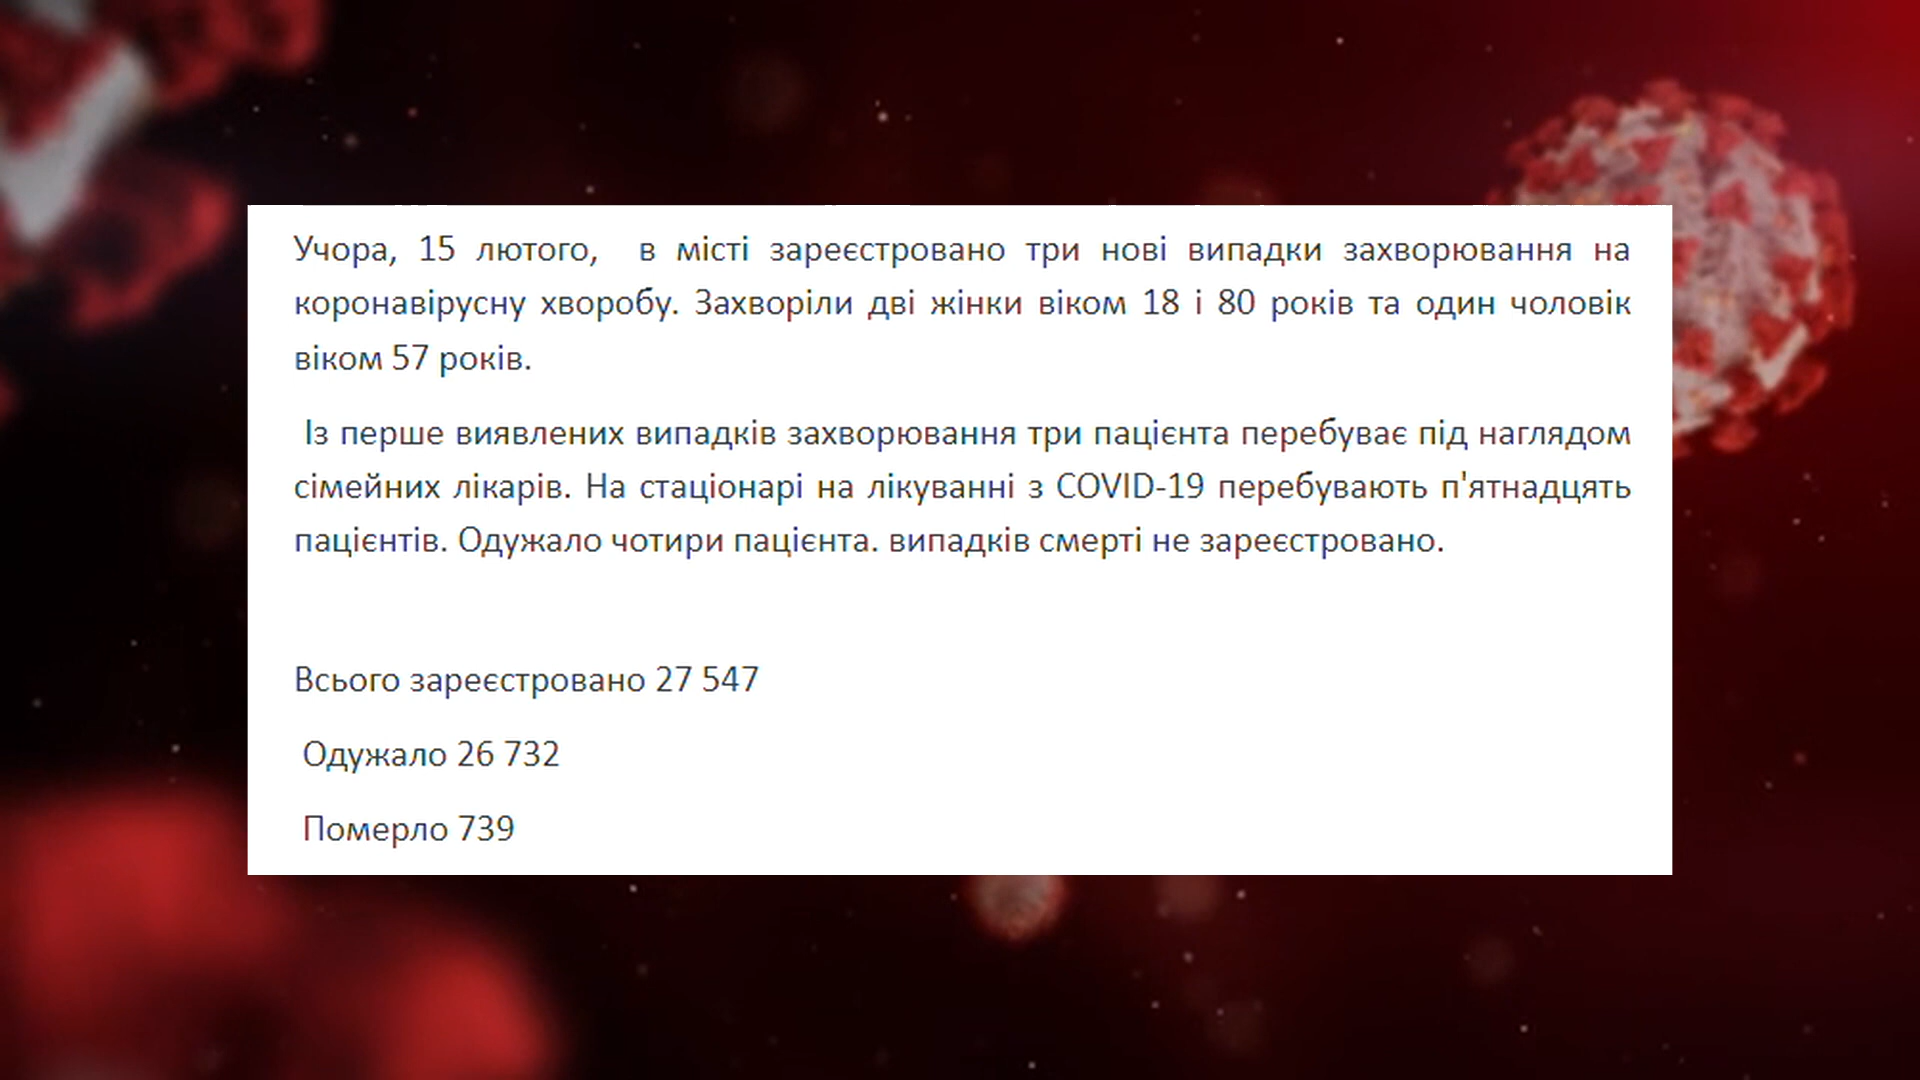 Учора, 15 лютого, в місті зареєстровано три нові випадки захворювання на
коронавірусну хворобу. Захворіли дві жінки віком 18 і 80 років та один чоловік
віком 57 років.
Із перше виявлених випадків захворювання три пацієнта перебуває під наглядом
сімейних лікарів. На стаціонарі на лікуванні з COVID-19 перебувають п'ятнадцять
пацієнтів. Одужало чотири пацієнта. випадків смерті не зареєстровано.
Всього зареєстровано 27 547
Одужало 26 732
Померло 739